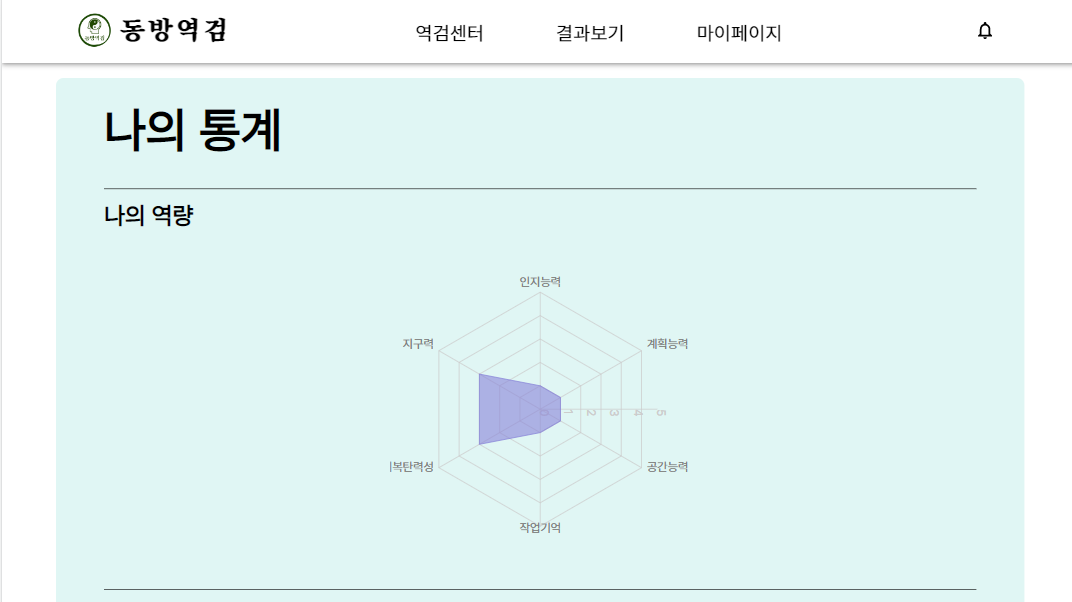 동방역검
역검센터 결과보기 마이페이지
나의 통계
나의 역량
인지능력
지구력 계획능력
0 1 2 3 4 5
복탄력성 공간능력
작업기억